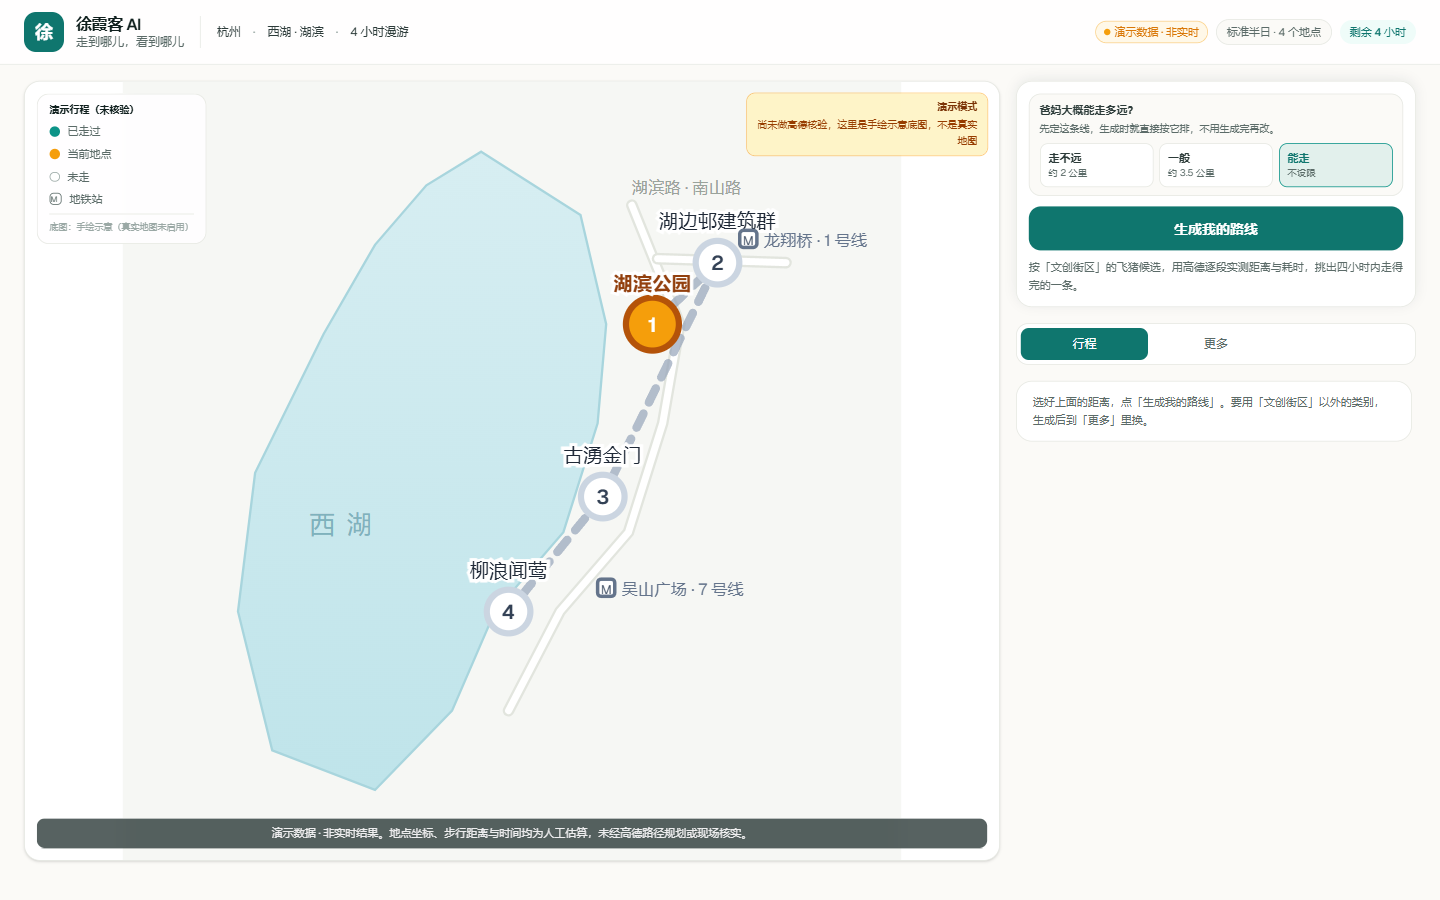 徐
徐霞客 AI
走到哪儿，看到哪儿
杭州 · 西湖 · 湖滨 · 4 小时漫游
演示数据 · 非实时
标准半日 · 4 个地点
剩余 4 小时
演示行程（未核验）
已走过
当前地点
未走
M 地铁站
底图：手绘示意（真实地图未启用）
演示模式
尚未做高德核验，这里是手绘示意底图，不是真实
地图
湖滨路 · 南山路
湖边邨建筑群
M 龙翔桥 · 1 号线
2
湖滨公园
1
古湧金门
3
西 湖
柳浪闻莺
M 吴山广场 · 7 号线
4
演示数据 · 非实时结果。地点坐标、步行距离与时间均为人工估算，未经高德路径规划或现场核实。
爸妈大概能走多远？
先定这条线，生成时就直接按它排，不用生成完再改。
走不远
约 2 公里
一般
约 3.5 公里
能走
不设限
生成我的路线
按「文创街区」的飞猪候选，用高德逐段实测距离与耗时，挑出四小时内走得
完的一条。
行程
更多
选好上面的距离，点「生成我的路线」。要用「文创街区」以外的类别，
生成后到「更多」里换。